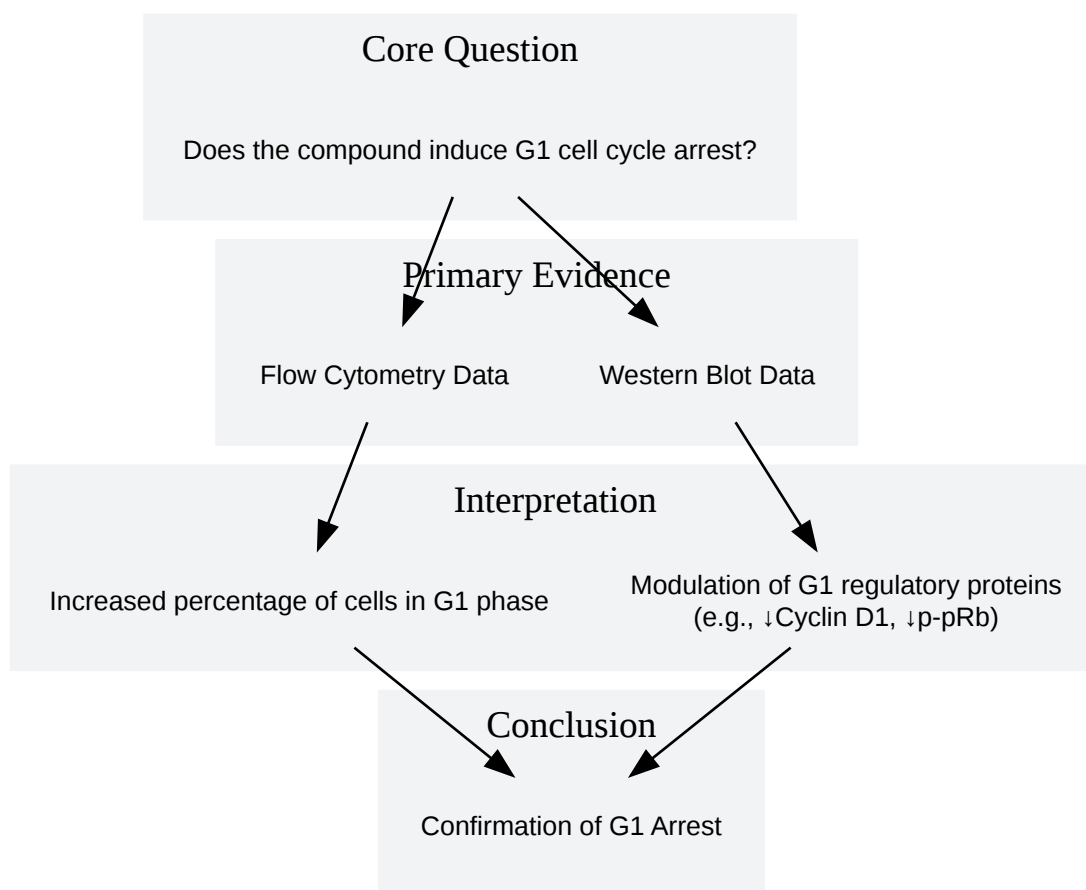 Core Question
Does the compound induce G1 cell cycle arrest?
Primary Evidence
Flow Cytometry Data
Western Blot Data
Interpretation
Increased percentage of cells in G1 phase
Modulation of G1 regulatory proteins
(e.g., ↓Cyclin D1, ↓p-pRb)
Conclusion
Confirmation of G1 Arrest